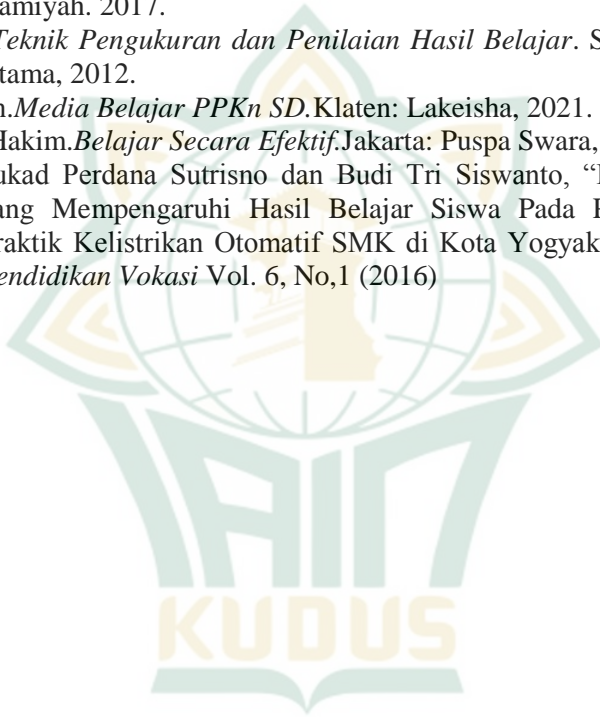 amiyah. 2017.
Teknik Pengukuran dan Penilaian Hasil Belajar. S
tama, 2012.
n.Media Belajar PPKn SD.Klaten: Lakeisha, 2021.
Hakim.Belajar Secara Efektif.Jakarta: Puspa Swara,
ukad Perdana Sutrisno dan Budi Tri Siswanto, “
ang Mempengaruhi Hasil Belajar Siswa Pada
raktik Kelistrikan Otomatif SMK di Kota Yogyak
endidikan Vokasi Vol. 6, No,1 (2016)
IAIN
KUDUS